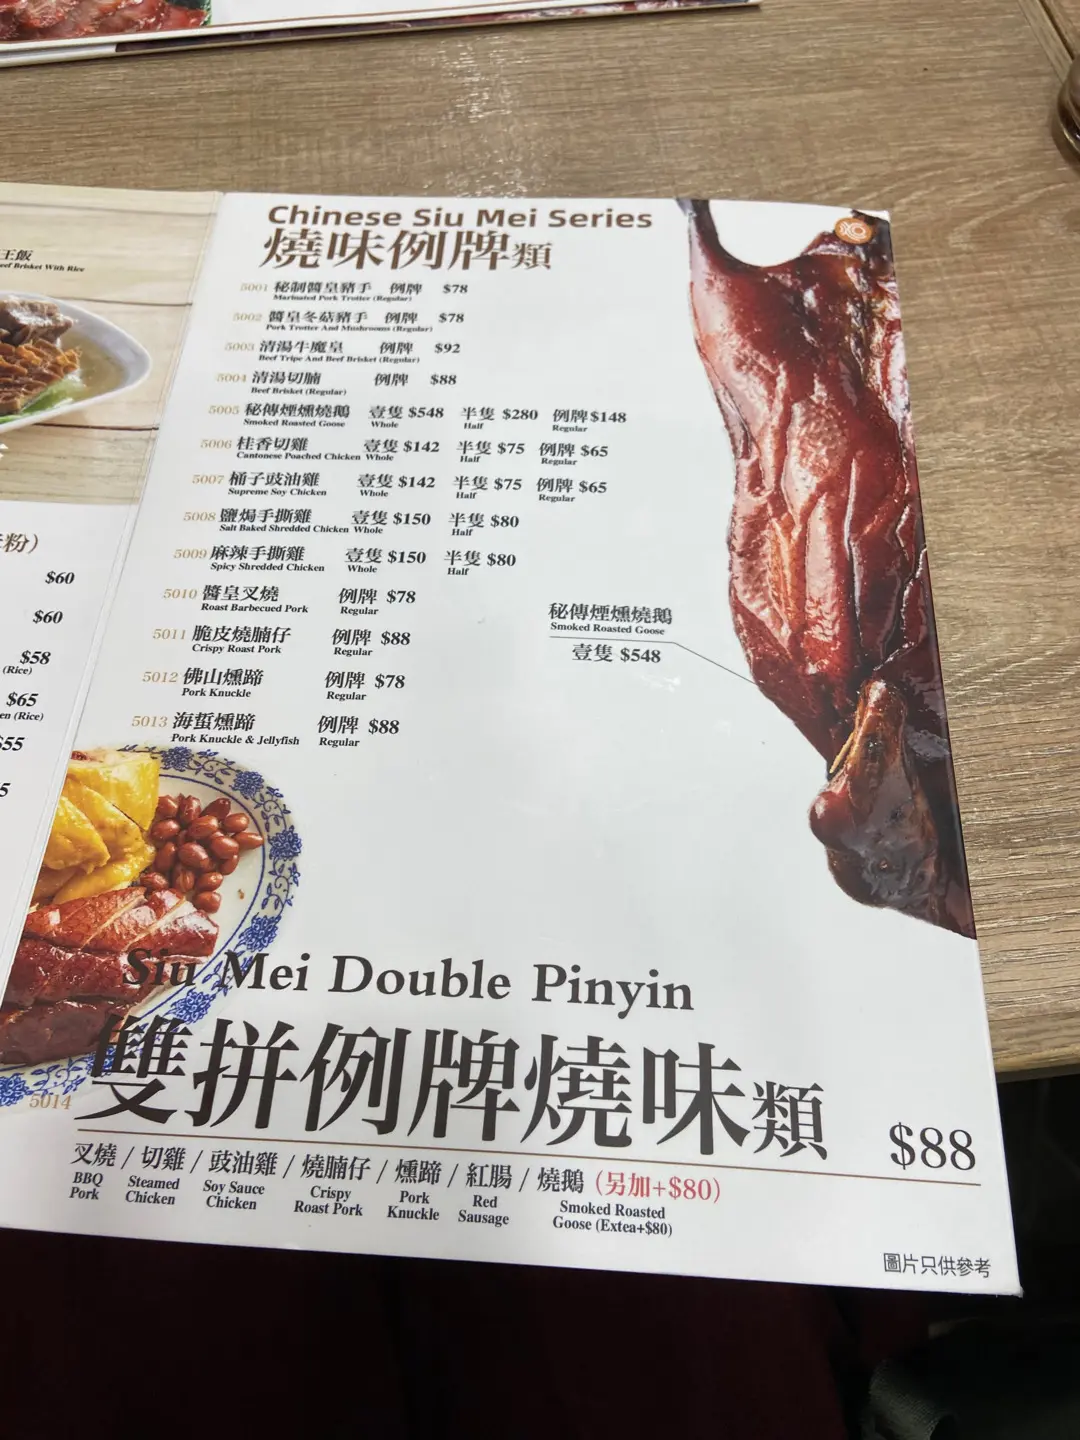 王飯
Beef Brisket With Rice
粉）
$60
$60
$58
(Rice)
$65
en (Rice)
$55
5
Chinese Siu Mei Series
燒味例牌類
5001 秘制醬皇豬手 例牌 $78
Marinated Pork Trotter (Regular)
5002 醬皇冬菇豬手 例牌 $78
Pork Trotter And Mushrooms (Regular)
5003 清湯牛魔皇 例牌 $92
Beef Tripe And Beef Brisket (Regular)
5004 清湯切腩 例牌 $88
Beef Brisket (Regular)
5005 秘傳煙燻燒鵝 壹隻 $548 半隻 $280 例牌 $148
Smoked Roasted Goose Whole Half Regular
5006 桂香切雞 壹隻 $142 半隻 $75 例牌 $65
Cantonese Poached Chicken Whole Half Regular
5007 桶子豉油雞 壹隻 $142 半隻 $75 例牌 $65
Supreme Soy Chicken Whole Half Regular
5008 鹽焗手撕雞 壹隻 $150 半隻 $80
Salt Baked Shredded Chicken Whole Half
5009 麻辣手撕雞 壹隻 $150 半隻 $80
Spicy Shredded Chicken Whole Half
5010 醬皇叉燒 例牌 $78
Roast Barbecued Pork Regular
5011 脆皮燒腩仔 例牌 $88
Crispy Roast Pork Regular
5012 佛山燻蹄 例牌 $78
Pork Knuckle Regular
5013 海蜇燻蹄 例牌 $88
Pork Knuckle & Jellyfish Regular
秘傳煙燻燒鵝
Smoked Roasted Goose
壹隻 $548
Siu Mei Double Pinyin
5014 雙拼例牌燒味類 $88
叉燒 / 切雞 / 豉油雞 / 燒腩仔 / 燻蹄 / 紅腸 / 燒鵝 (另加+$80)
BBQ Pork Steamed Chicken Soy Sauce Chicken Crispy Roast Pork Pork Knuckle Red Sausage Smoked Roasted Goose (Extea+$80)
圖片只供參考